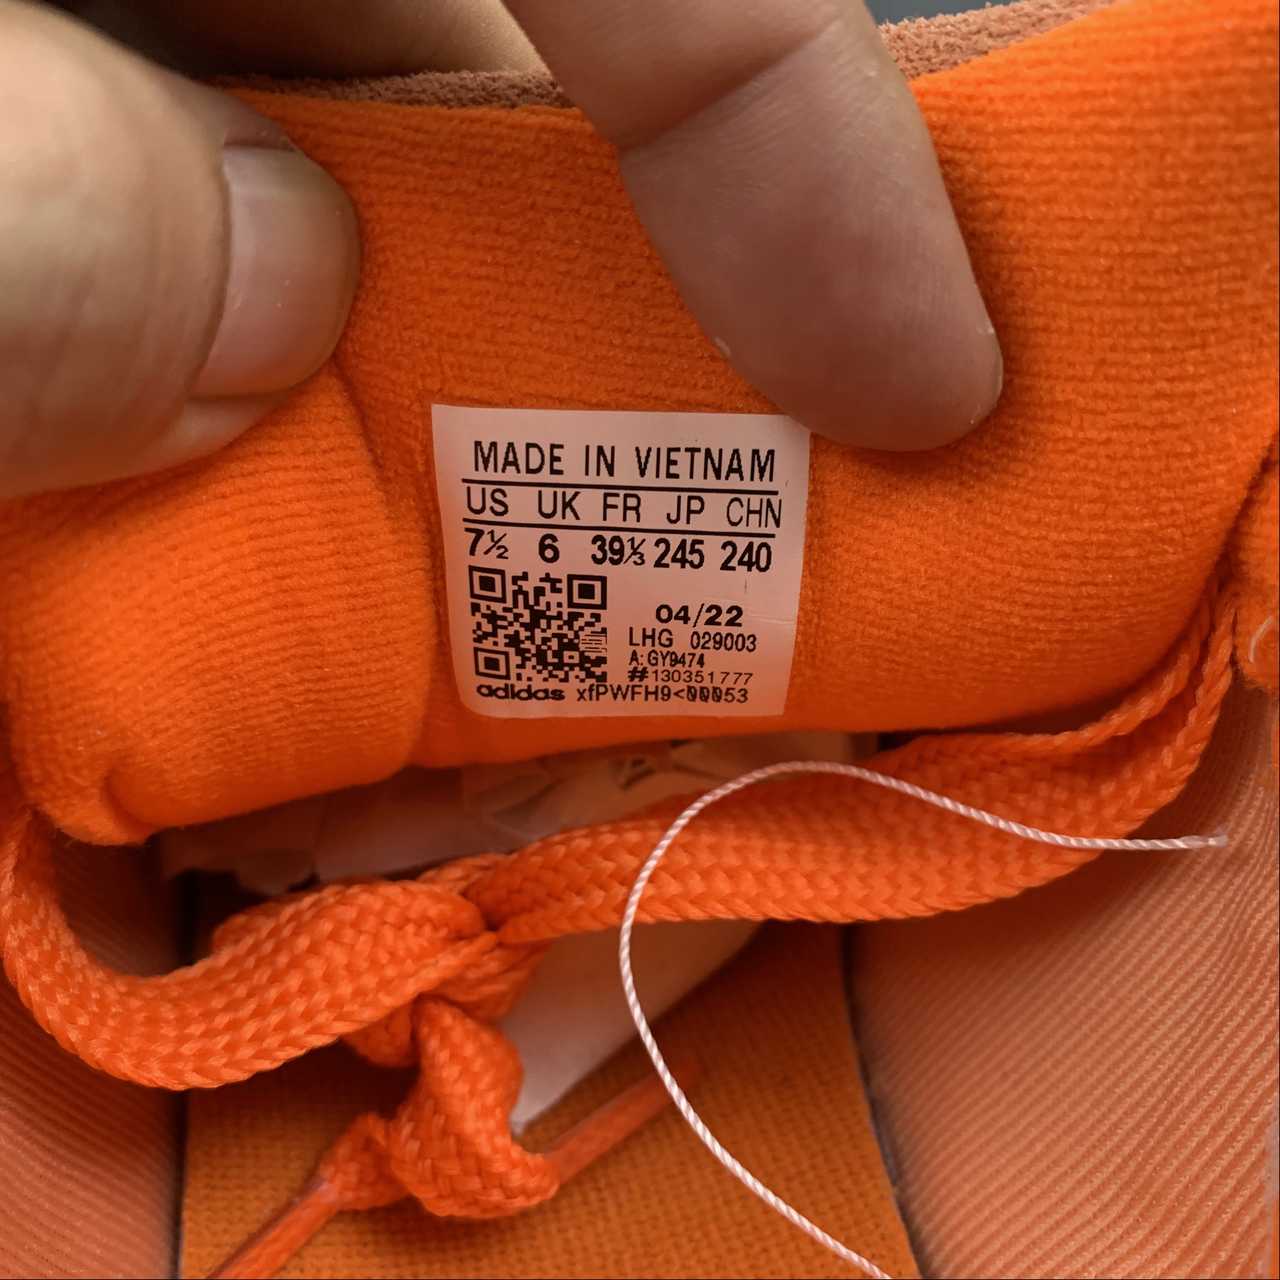 MADE IN VIETNAM
US UK FR JP CHN
7½ 6 39⅓ 245 240
04/22
LHG 029003
A: GY9474
#130351777
adidas xfPWFH9<00053